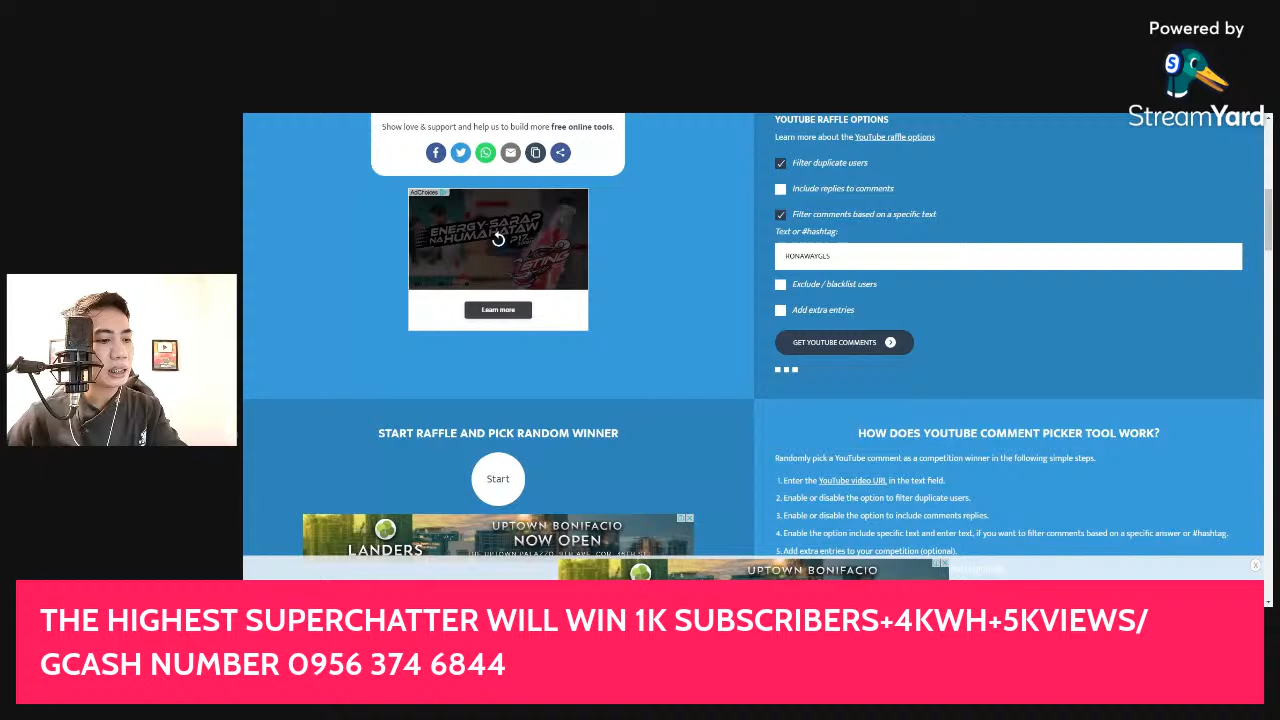 Powered by
StreamYard
Show love & support and help us to build more free online tools.
AdChoices
ENERGY SARAP
NA HUMAHATAW
P17
STING
Learn more
YOUTUBE RAFFLE OPTIONS
Learn more about the YouTube raffle options
Filter duplicate users
Include replies to comments
Filter comments based on a specific text
Text or #hashtag:
RONAWAYGLS
Exclude / blacklist users
Add extra entries
GET YOUTUBE COMMENTS
START RAFFLE AND PICK RANDOM WINNER
Start
LANDERS
UPTOWN BONIFACIO
NOW OPEN
HOW DOES YOUTUBE COMMENT PICKER TOOL WORK?
Randomly pick a YouTube comment as a competition winner in the following simple steps.
1. Enter the YouTube video URL in the text field.
2. Enable or disable the option to filter duplicate users.
3. Enable or disable the option to include comments replies.
4. Enable the option include specific text and enter text, if you want to filter comments based on a specific answer or #hashtag.
5. Add extra entries to your competition (optional).
UPTOWN BONIFACIO
THE HIGHEST SUPERCHATTER WILL WIN 1K SUBSCRIBERS+4KWH+5KVIEWS/
GCASH NUMBER 0956 374 6844